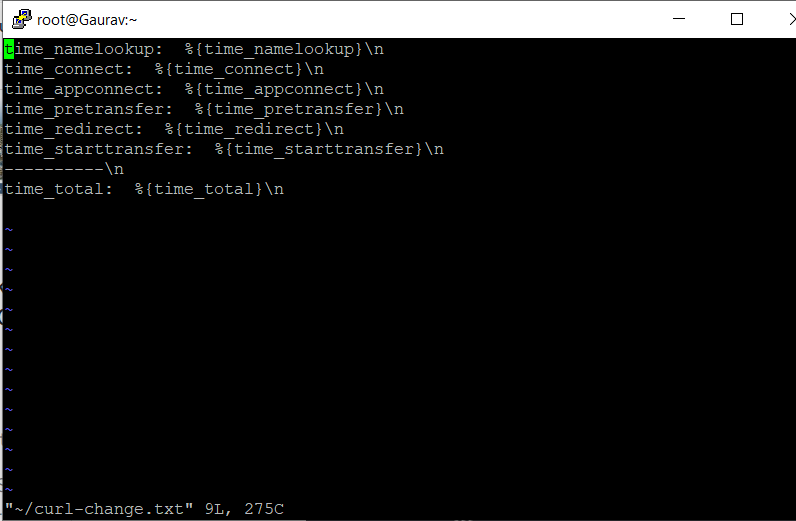 root@Gaurav:~
time_namelookup:  %{time_namelookup}\n
time_connect:  %{time_connect}\n
time_appconnect:  %{time_appconnect}\n
time_pretransfer:  %{time_pretransfer}\n
time_redirect:  %{time_redirect}\n
time_starttransfer:  %{time_starttransfer}\n
----------\n
time_total:  %{time_total}\n
~
~
~
~
~
~
~
~
~
~
~
~
~
~
"~/curl-change.txt" 9L, 275C